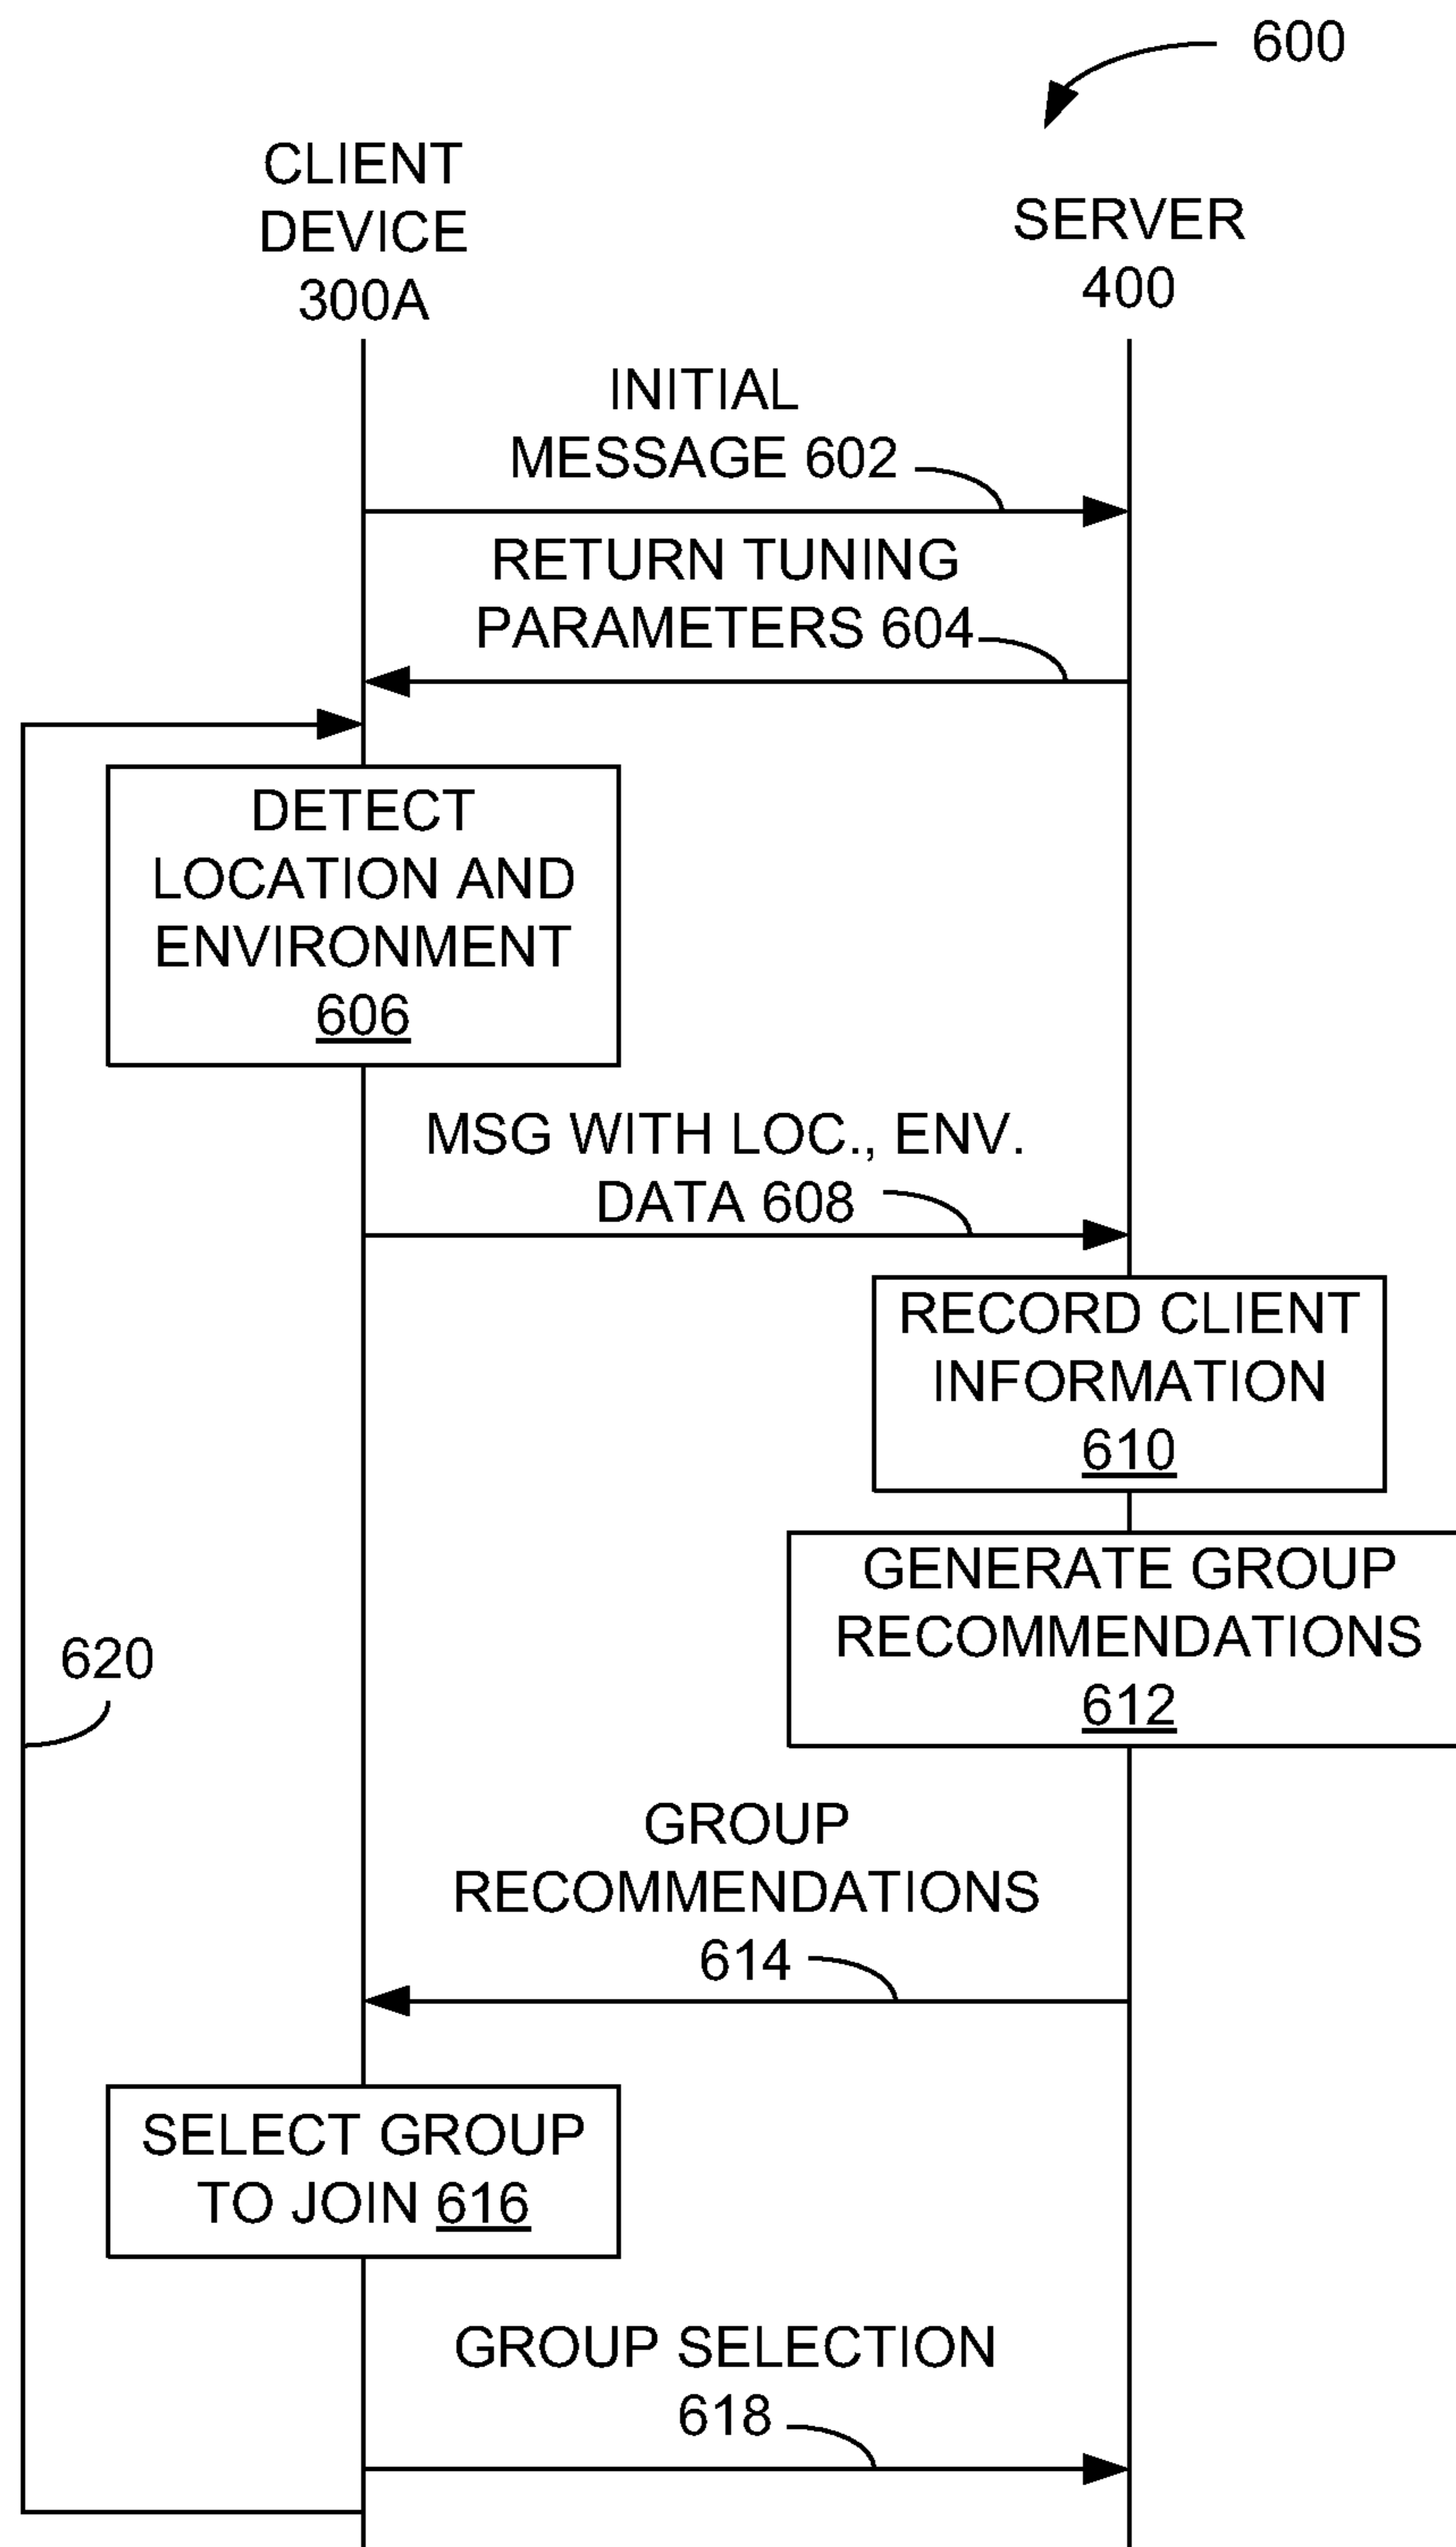 600
CLIENT
DEVICE
300A
SERVER
400
INITIAL
MESSAGE 602
RETURN TUNING
PARAMETERS 604
DETECT
LOCATION AND
ENVIRONMENT
606
MSG WITH LOC., ENV.
DATA 608
RECORD CLIENT
INFORMATION
610
GENERATE GROUP
RECOMMENDATIONS
612
620
GROUP
RECOMMENDATIONS
614
SELECT GROUP
TO JOIN 616
GROUP SELECTION
618